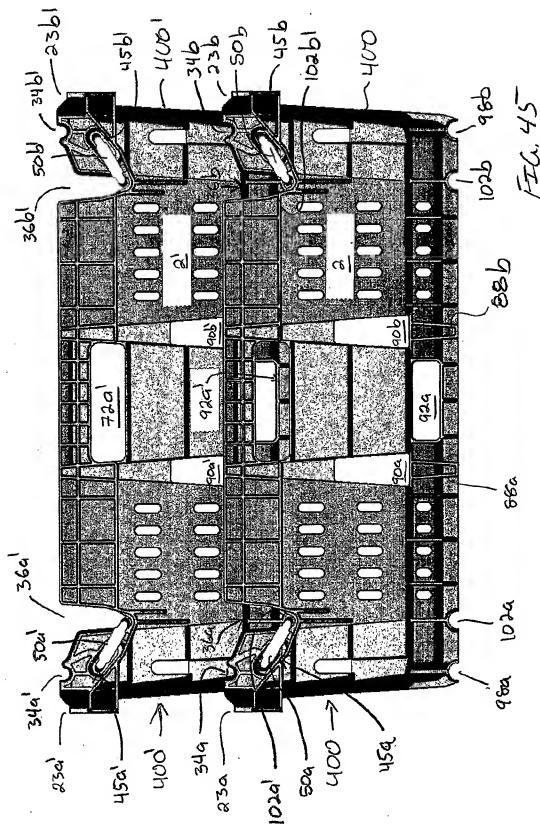 36b'
50b'
34b'
23b'
45b'
400'
34b
23b
50b
45b
102b'
400
36b
2'
2
90b'
90b
72a'
92a'
92a
90a'
90a
36a'
50a'
34a'
23a'
45a'
400'
36a
34a
23a
102a'
50a
400
45a
98a
102a
88a
88b
102b
98b
FIG. 45